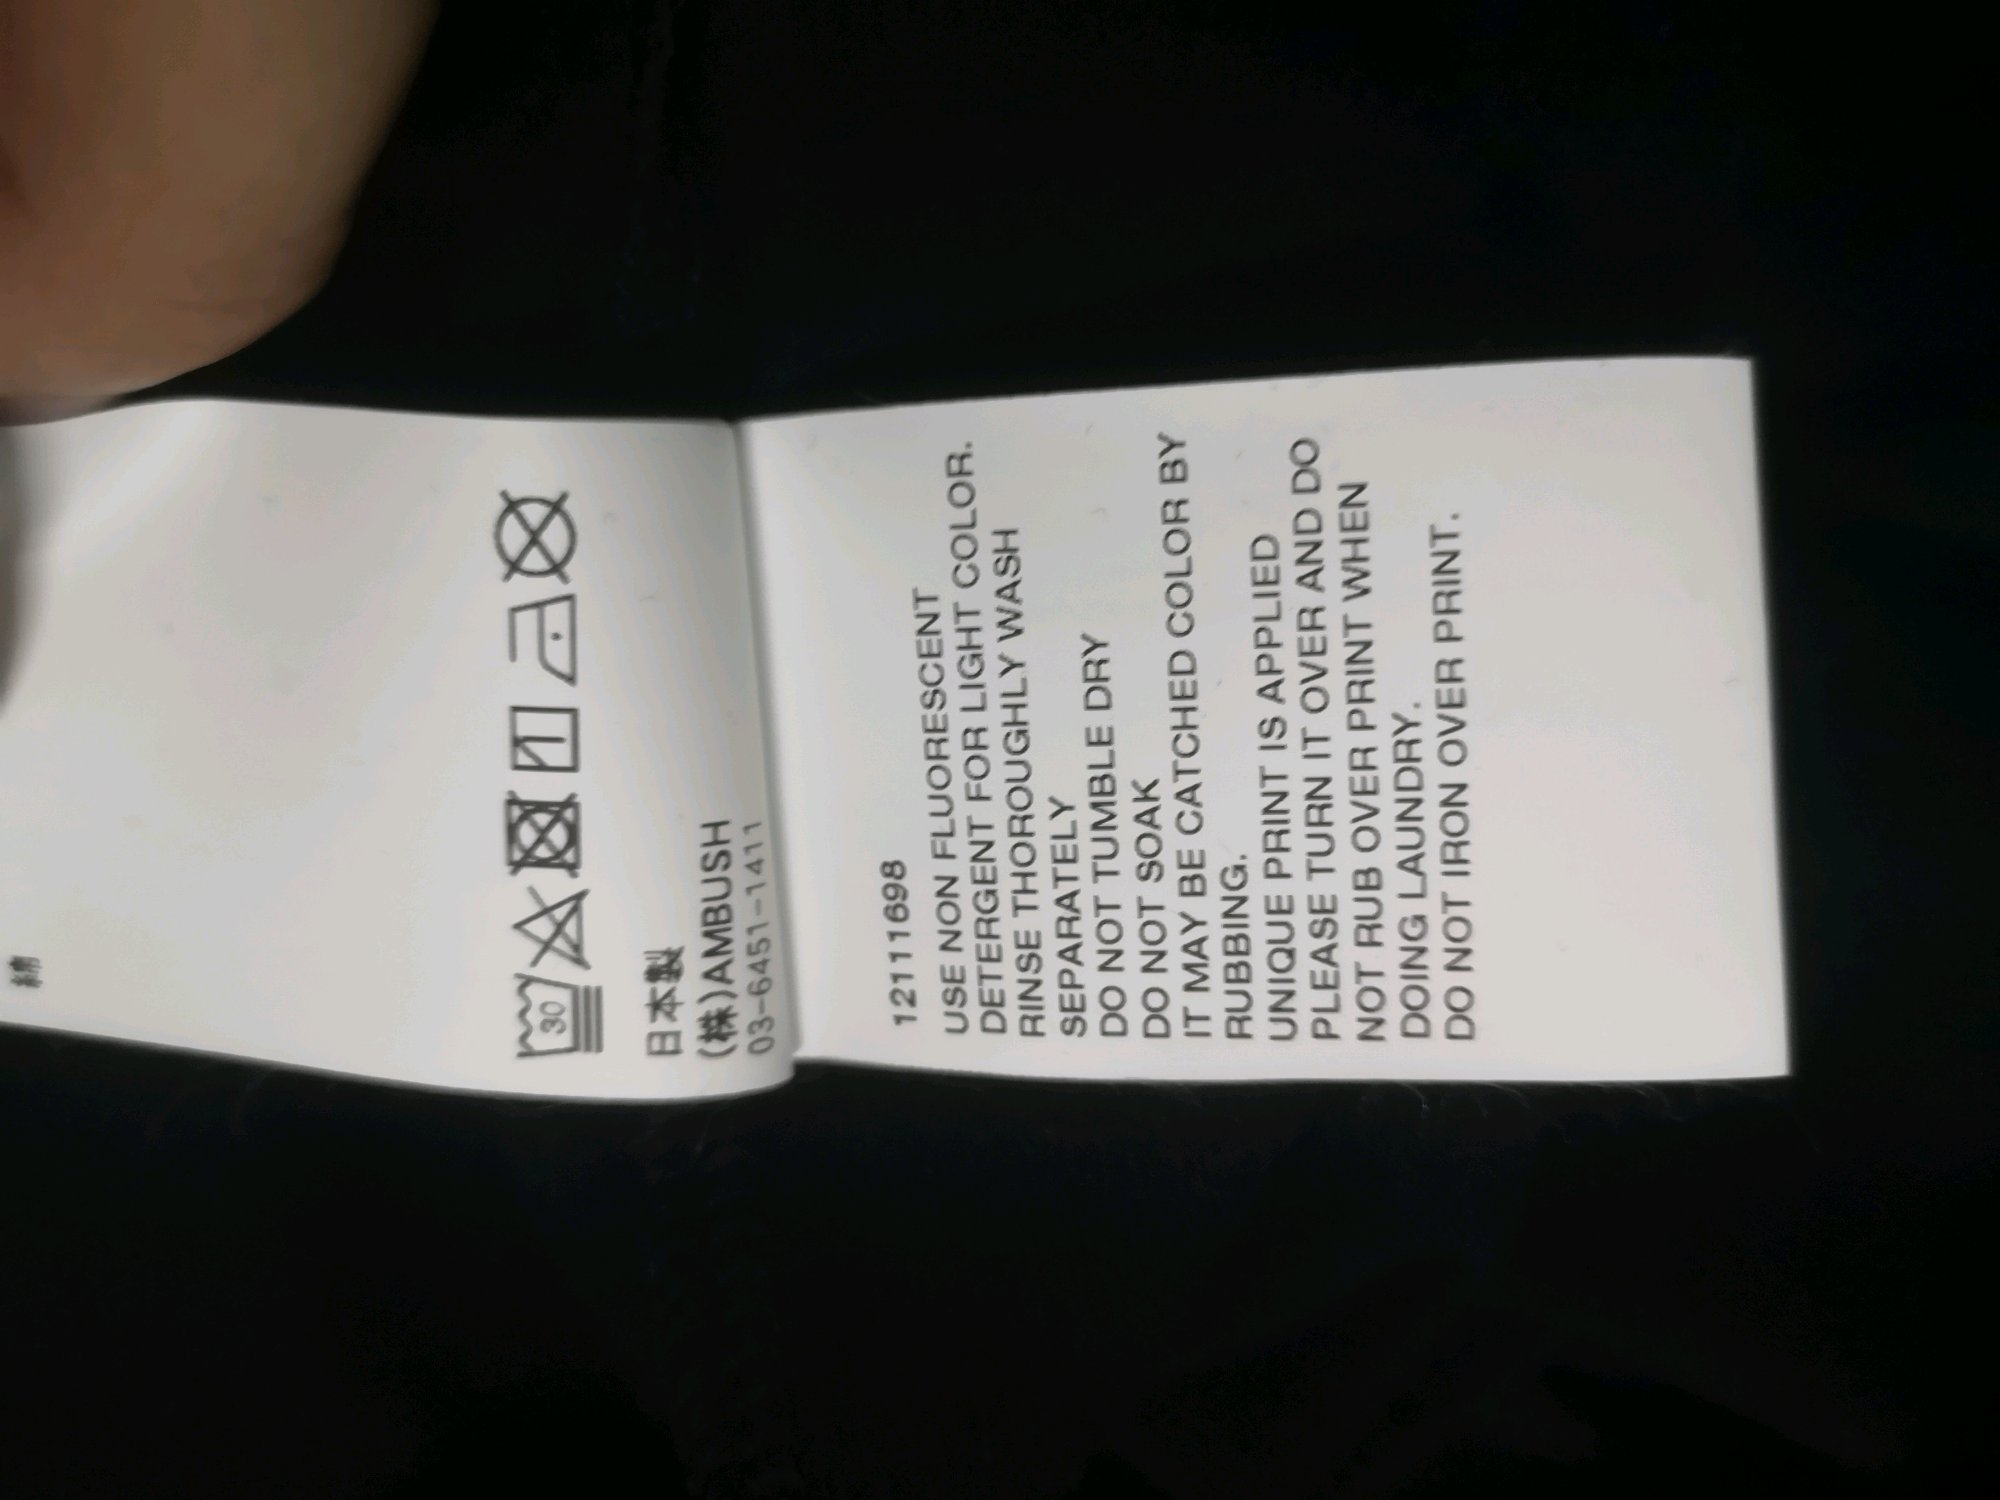 綿
30
日本製
(株)AMBUSH
03-6451-1411
12111698
USE NON FLUORESCENT
DETERGENT FOR LIGHT COLOR.
RINSE THOROUGHLY WASH
SEPARATELY
DO NOT TUMBLE DRY
DO NOT SOAK
IT MAY BE CATCHED COLOR BY
RUBBING.
UNIQUE PRINT IS APPLIED
PLEASE TURN IT OVER AND DO
NOT RUB OVER PRINT WHEN
DOING LAUNDRY.
DO NOT IRON OVER PRINT.